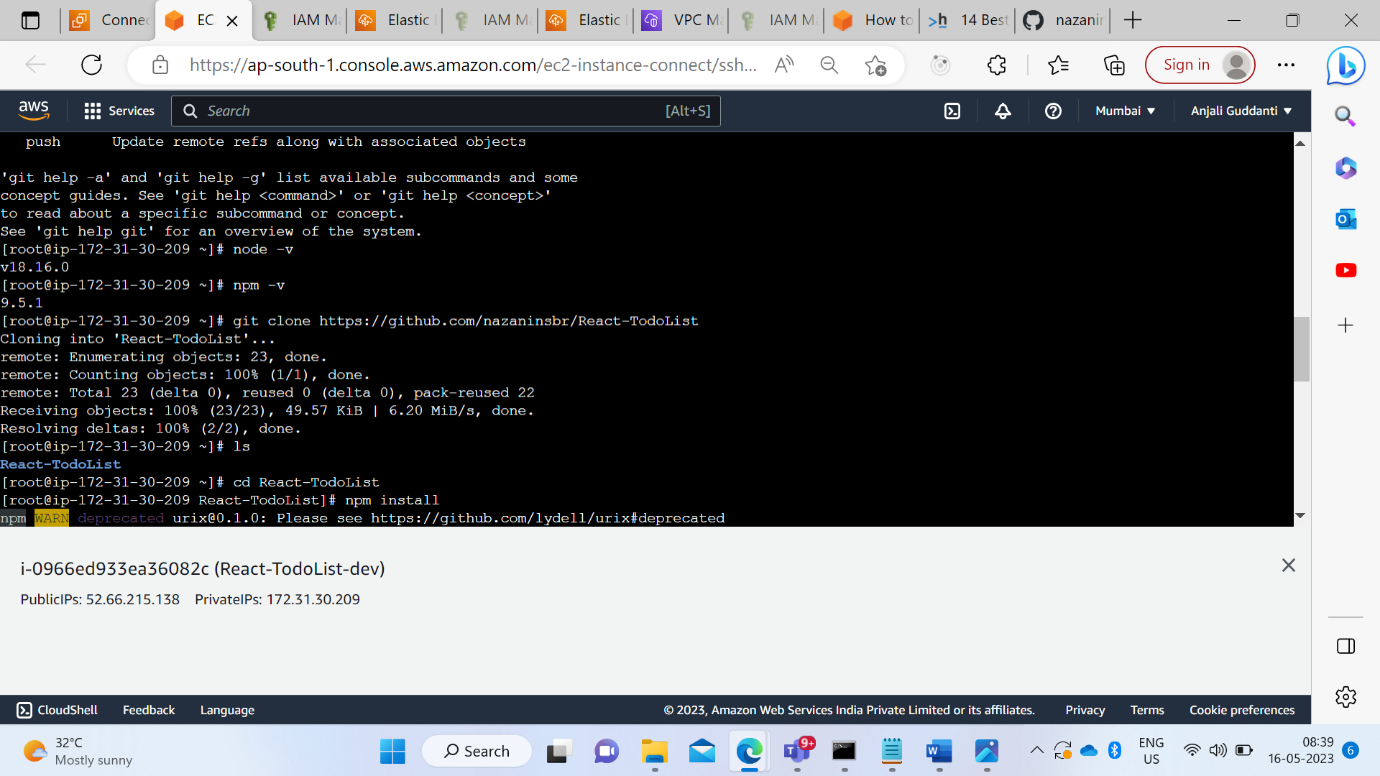 Connec
EC
IAM Ma
Elastic
IAM Ma
Elastic
VPC Ma
IAM Ma
How to
14 Best
nazanin
https://ap-south-1.console.aws.amazon.com/ec2-instance-connect/ssh...
Sign in
aws
Services
Search
[Alt+S]
Mumbai
Anjali Guddanti
push      Update remote refs along with associated objects
'git help -a' and 'git help -g' list available subcommands and some
concept guides. See 'git help <command>' or 'git help <concept>'
to read about a specific subcommand or concept.
See 'git help git' for an overview of the system.
[root@ip-172-31-30-209 ~]# node -v
v18.16.0
[root@ip-172-31-30-209 ~]# npm -v
9.5.1
[root@ip-172-31-30-209 ~]# git clone https://github.com/nazaninsbr/React-TodoList
Cloning into 'React-TodoList'...
remote: Enumerating objects: 23, done.
remote: Counting objects: 100% (1/1), done.
remote: Total 23 (delta 0), reused 0 (delta 0), pack-reused 22
Receiving objects: 100% (23/23), 49.57 KiB | 6.20 MiB/s, done.
Resolving deltas: 100% (2/2), done.
[root@ip-172-31-30-209 ~]# ls
React-TodoList
[root@ip-172-31-30-209 ~]# cd React-TodoList
[root@ip-172-31-30-209 React-TodoList]# npm install
npm WARN deprecated urix@0.1.0: Please see https://github.com/lydell/urix#deprecated
i-0966ed933ea36082c (React-TodoList-dev)
PublicIPs: 52.66.215.138 PrivateIPs: 172.31.30.209
CloudShell
Feedback
Language
© 2023, Amazon Web Services India Private Limited or its affiliates.
Privacy
Terms
Cookie preferences
32°C
Mostly sunny
Search
9+
ENG
US
08:39
16-05-2023
6